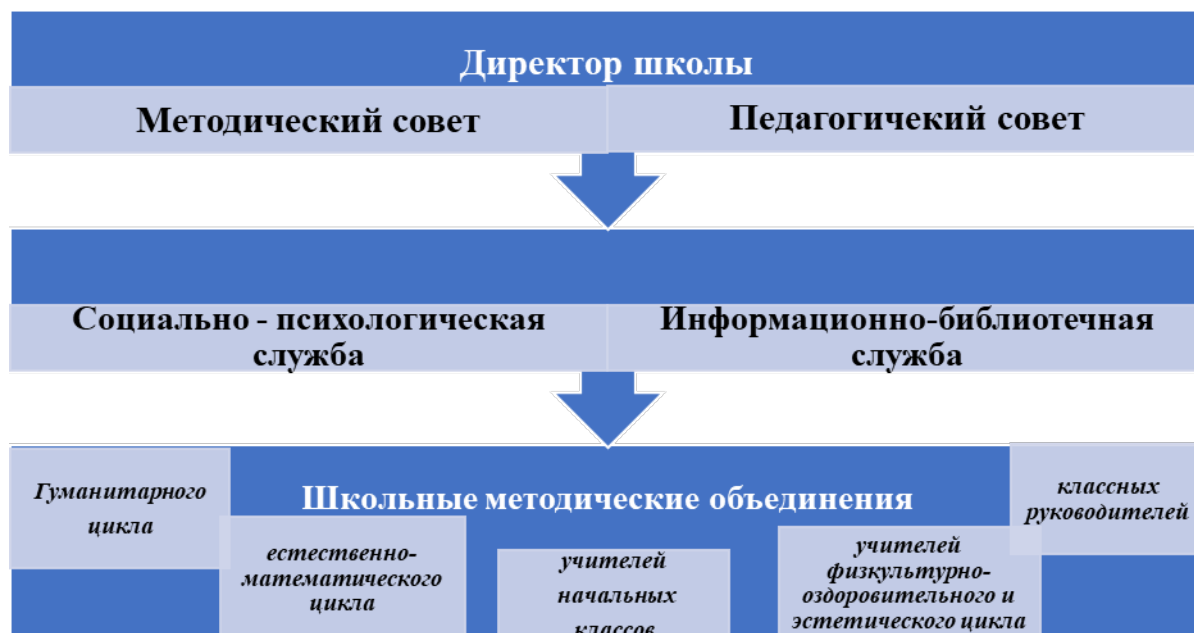 Директор школы
Методический совет
Педагогичекий совет
Социально - психологическая
служба
Информационно-библиотечная
служба
Школьные методические объединения
Гуманитарного
цикла
естественно-
математического
цикла
учителей
начальных
классов
учителей
физкультурно-
оздоровительного и
эстетического цикла
классных
руководителей